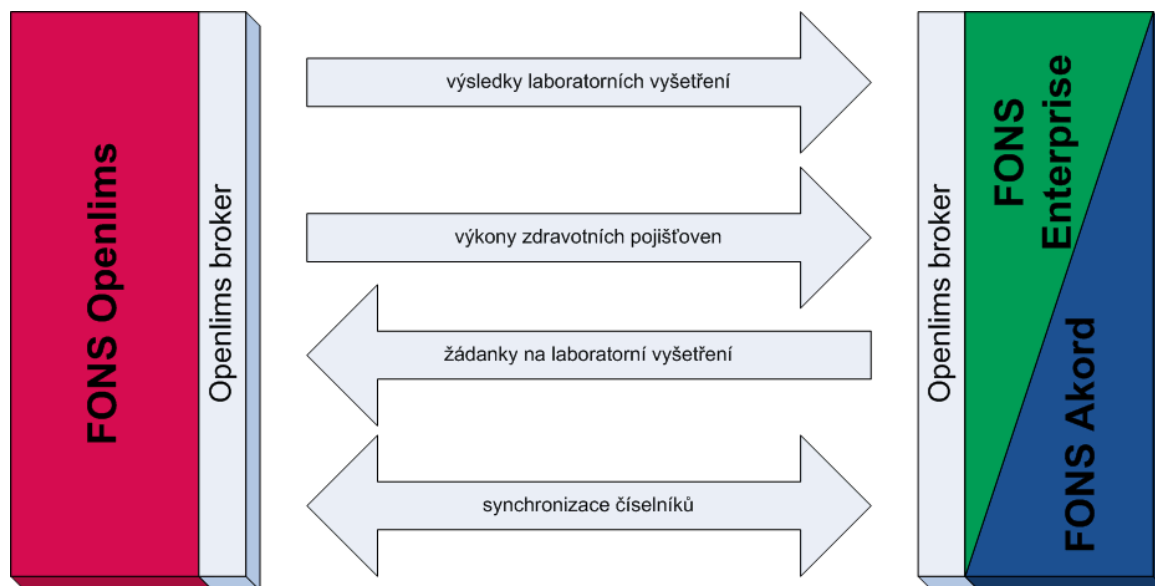 FONS Openlims
Openlims broker
výsledky laboratorních vyšetření
výkony zdravotních pojišťoven
žádanky na laboratorní vyšetření
synchronizace číselníků
Openlims broker
FONS
Enterprise
FONS Akord